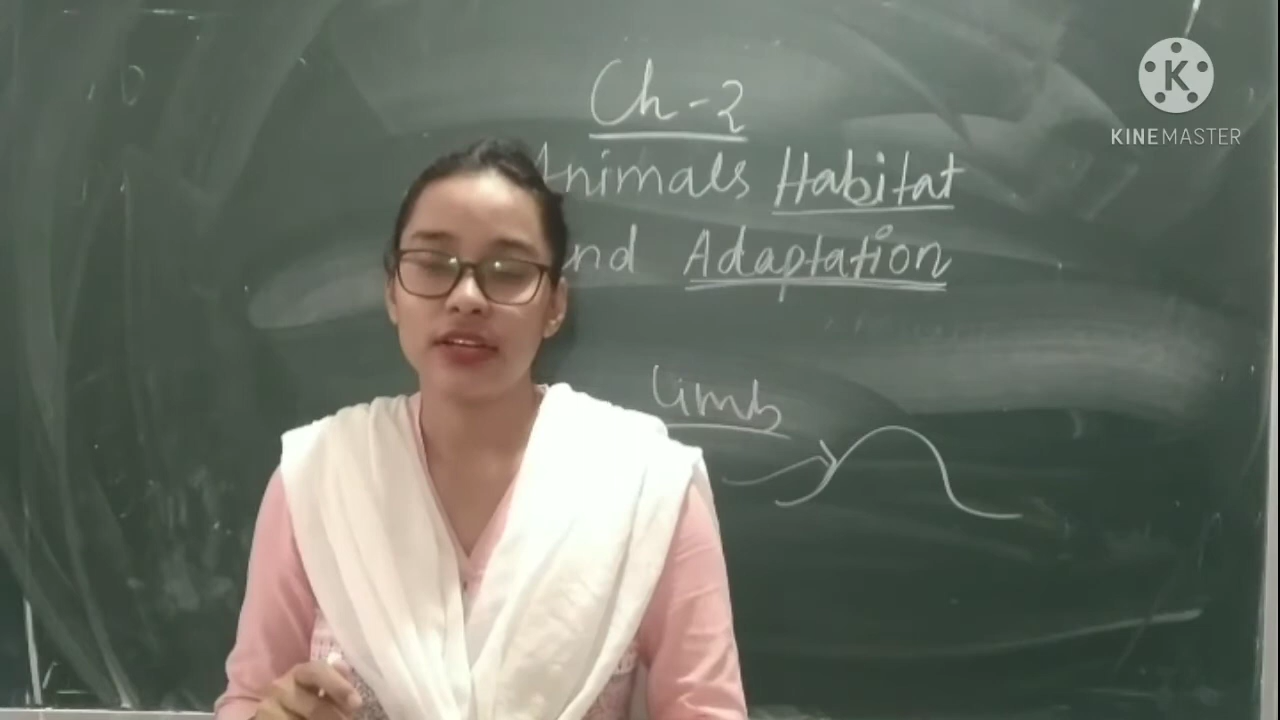 Ch-2
Animals Habitat
and Adaptation
limb
K
KINEMASTER